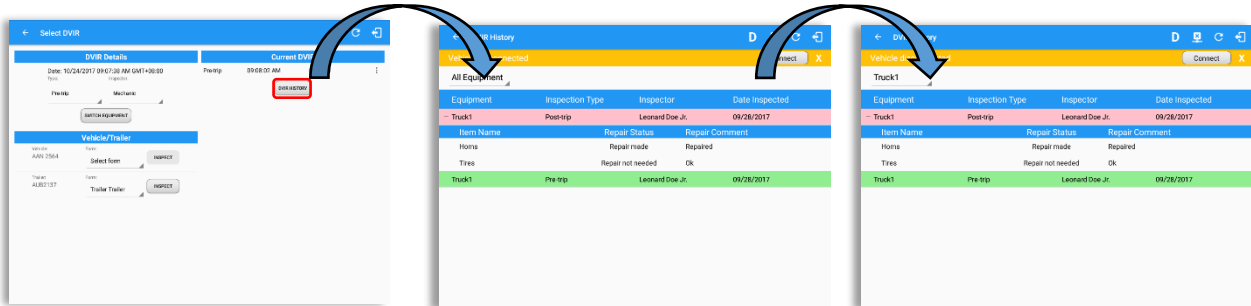 ← Select DVIR
DVIR Details
Date: 10/24/2017 09:07:38 AM GMT+08:00
Type: Inspector:
Pre-trip Mechanic
SWITCH EQUIPMENT
Vehicle/Trailer
Vehicle: Form:
AAN 2564 Select form INSPECT
Trailer: Form:
AUB2137 Trailer Trailer INSPECT
Current DVIR
Pre-trip 09:08:02 AM
DVIR HISTORY
← DVIR History D
Connect X
All Equipment
Equipment Inspection Type Inspector Date Inspected
− Truck1 Post-trip Leonard Doe Jr. 09/28/2017
Item Name Repair Status Repair Comment
Horns Repair made Repaired
Tires Repair not needed Ok
Truck1 Pre-trip Leonard Doe Jr. 09/28/2017
← D
Vehicle Connect X
Truck1
Equipment Inspection Type Inspector Date Inspected
− Truck1 Post-trip Leonard Doe Jr. 09/28/2017
Item Name Repair Status Repair Comment
Horns Repair made Repaired
Tires Repair not needed Ok
Truck1 Pre-trip Leonard Doe Jr. 09/28/2017